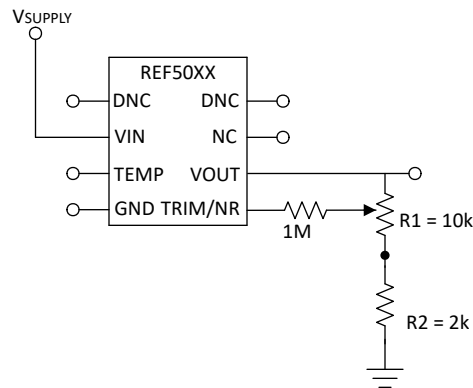 VSUPPLY
REF50XX
DNC DNC
VIN NC
TEMP VOUT
GND TRIM/NR
1M
R1 = 10k
R2 = 2k